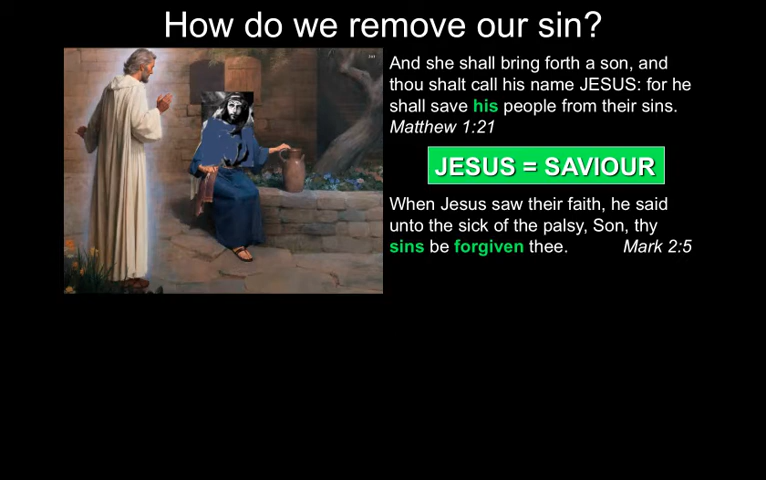 How do we remove our sin?
And she shall bring forth a son, and
thou shalt call his name JESUS: for he
shall save his people from their sins.
Matthew 1:21
JESUS = SAVIOUR
When Jesus saw their faith, he said
unto the sick of the palsy, Son, thy
sins be forgiven thee. Mark 2:5